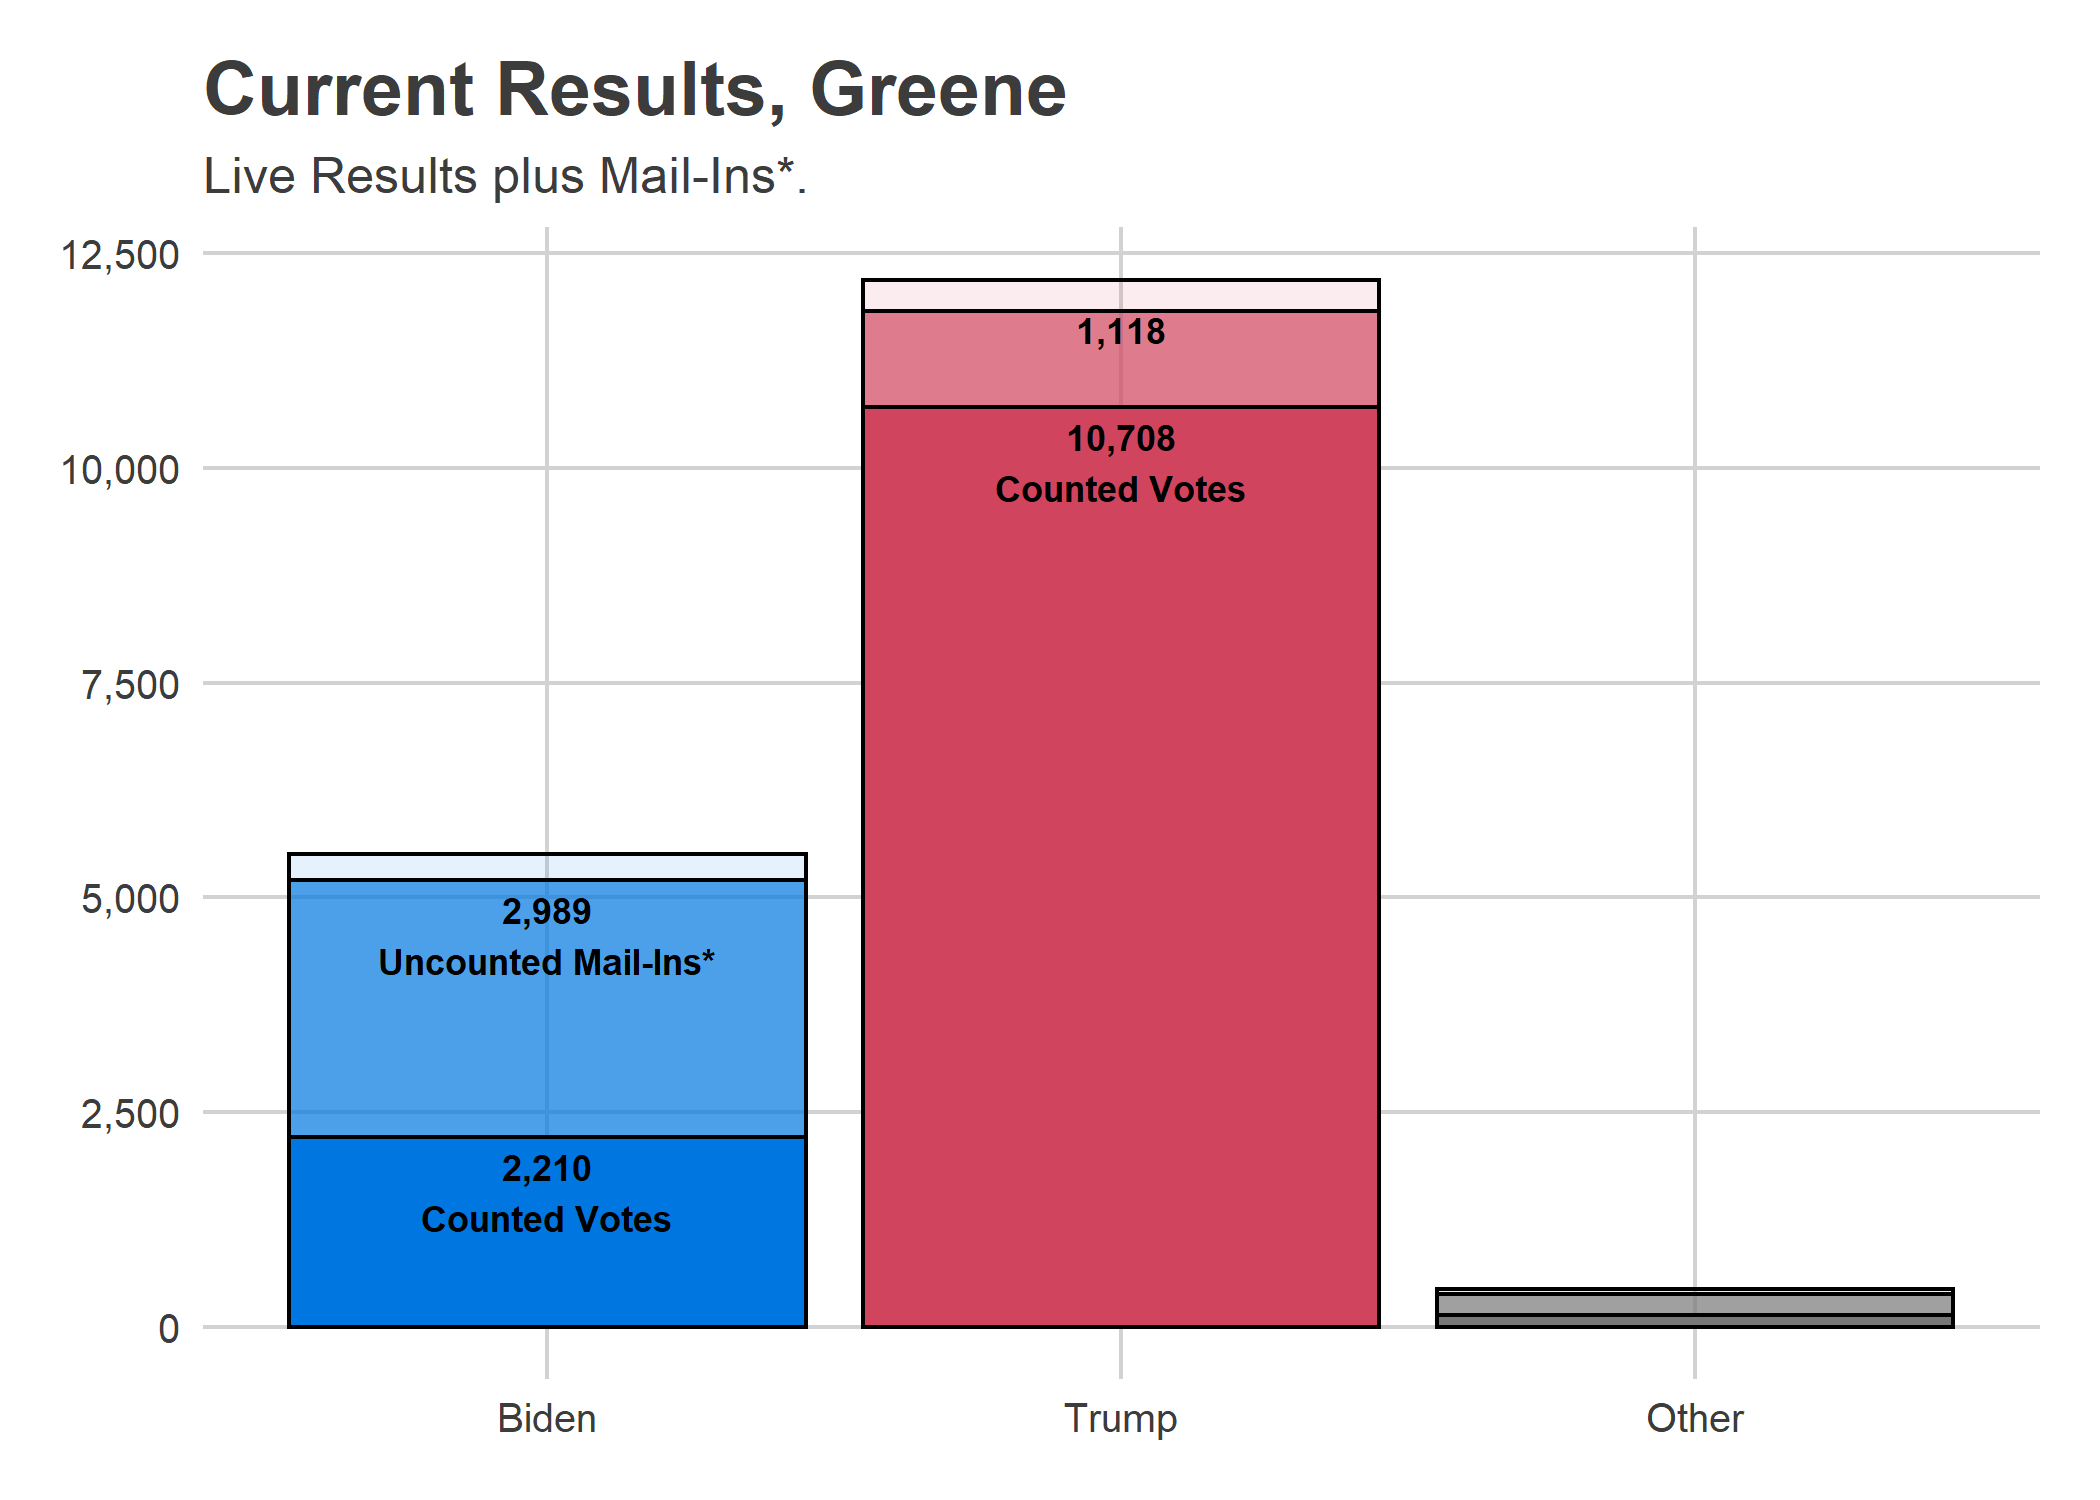 Current Results, Greene
Live Results plus Mail-Ins*.
12,500
10,000
7,500
5,000
2,500
0
1,118
10,708
Counted Votes
2,989
Uncounted Mail-Ins*
2,210
Counted Votes
Biden
Trump
Other